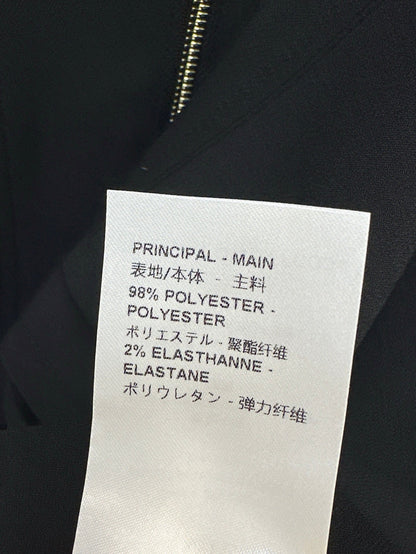 PRINCIPAL - MAIN
表地/本体 - 主料
98% POLYESTER -
POLYESTER
ポリエステル - 聚酯纤维
2% ELASTHANNE -
ELASTANE
ポリウレタン - 弹力纤维